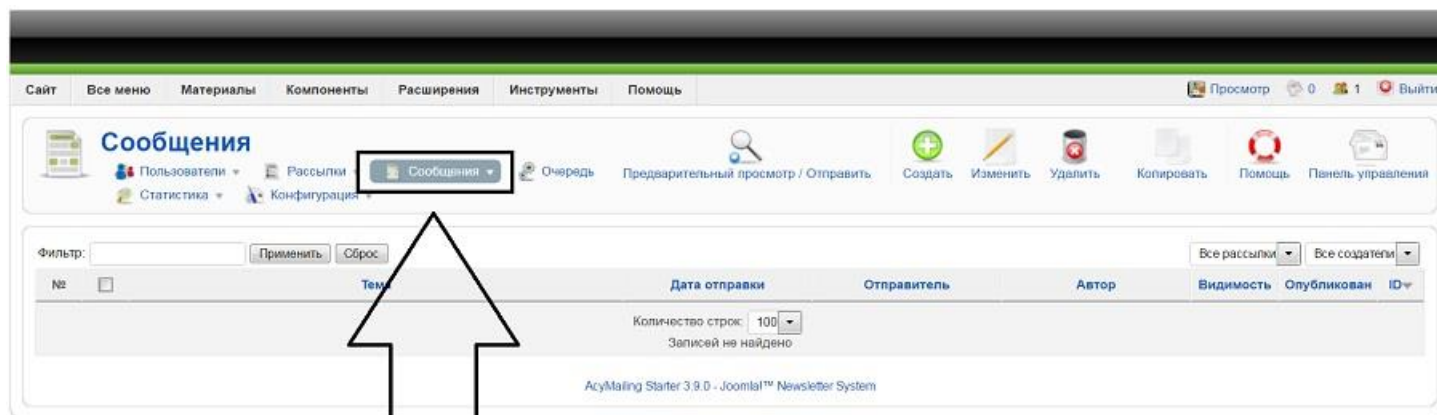 Сайт Все меню Материалы Компоненты Расширения Инструменты Помощь Просмотр 0 1 Выйти
Сообщения
Пользователи Рассылки Сообщения Очередь Предварительный просмотр / Отправить Создать Изменить Удалить Копировать Помощь Панель управления
Статистика Конфигурация
Фильтр: Применить Сброс Все рассылки Все создатели
№ Тема Дата отправки Отправитель Автор Видимость Опубликован ID
Количество строк: 100
Записей не найдено
AcyMailing Starter 3.9.0 - Joomla!™ Newsletter System